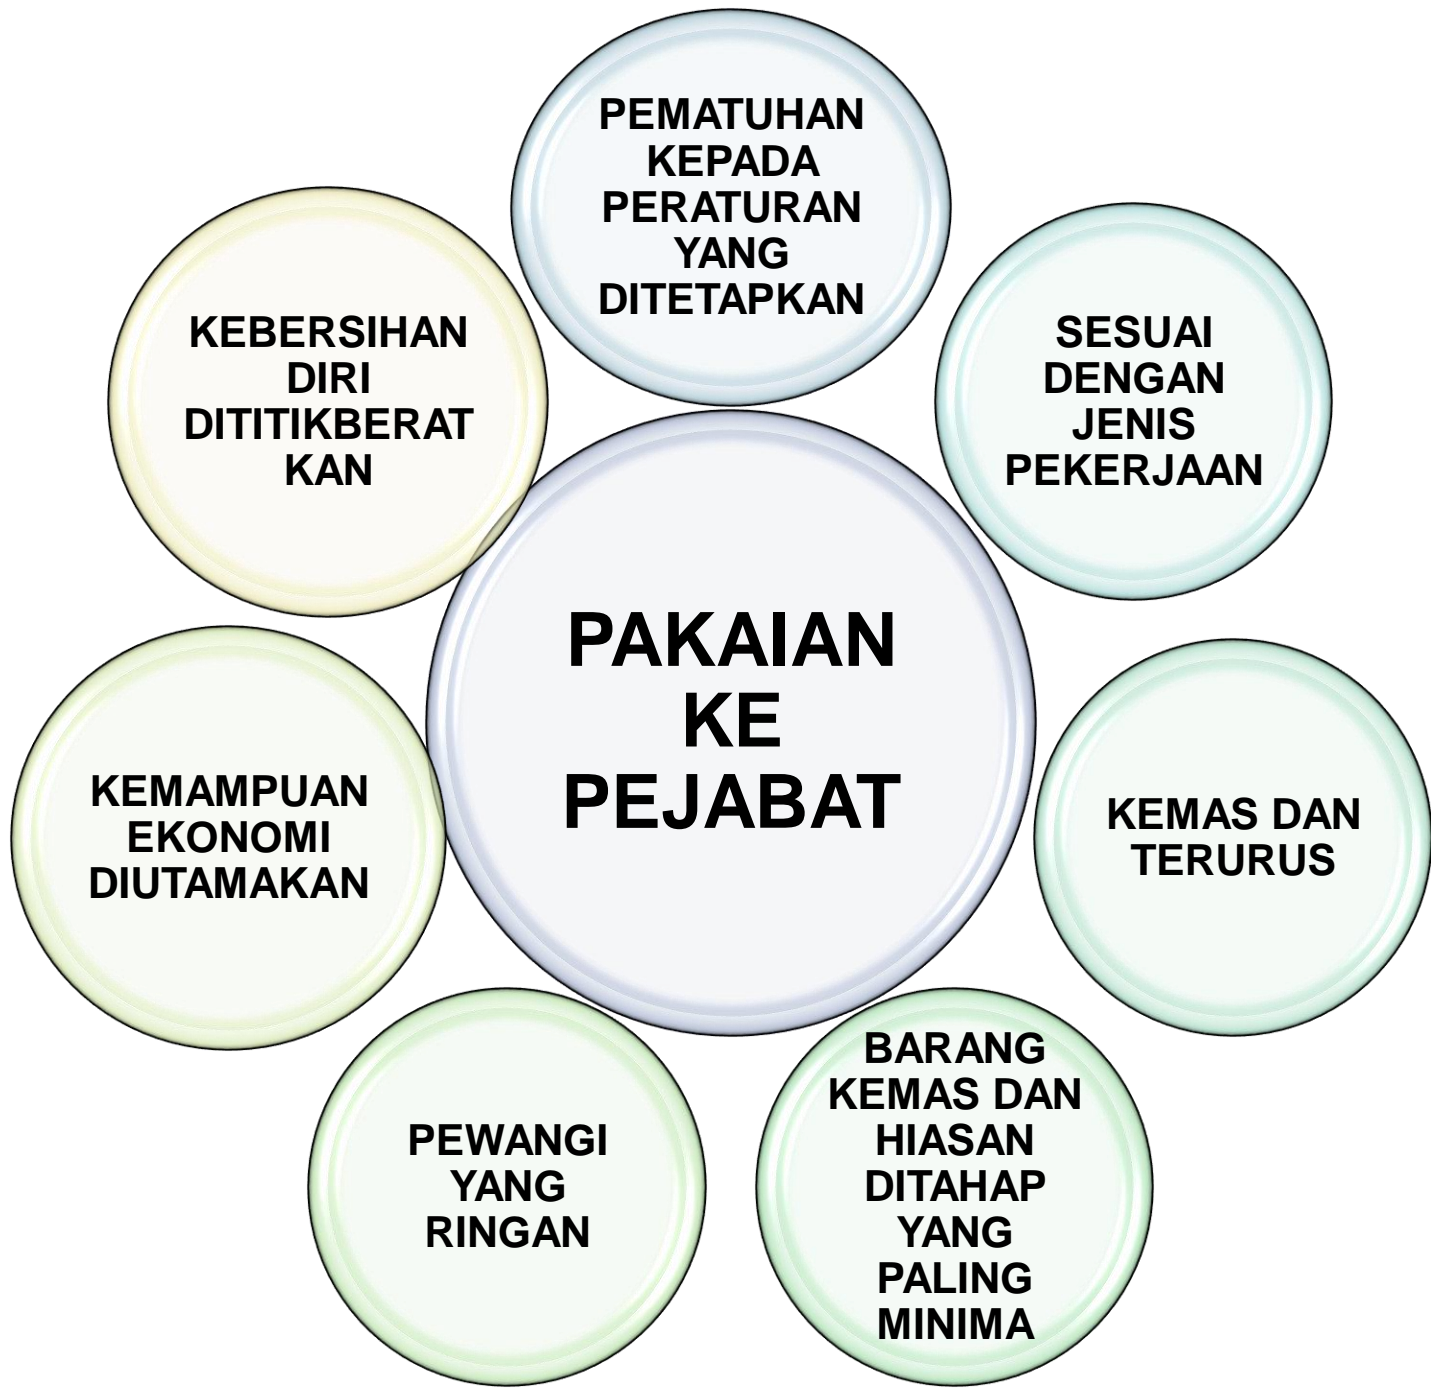 PEMATUHAN
KEPADA
PERATURAN
YANG
DITETAPKAN
SESUAI
DENGAN
JENIS
PEKERJAAN
KEMAS DAN
TERURUS
BARANG
KEMAS DAN
HIASAN
DITAHAP
YANG
PALING
MINIMA
PEWANGI
YANG
RINGAN
KEMAMPUAN
EKONOMI
DIUTAMAKAN
KEBERSIHAN
DIRI
DITITIKBERAT
KAN
PAKAIAN
KE
PEJABAT